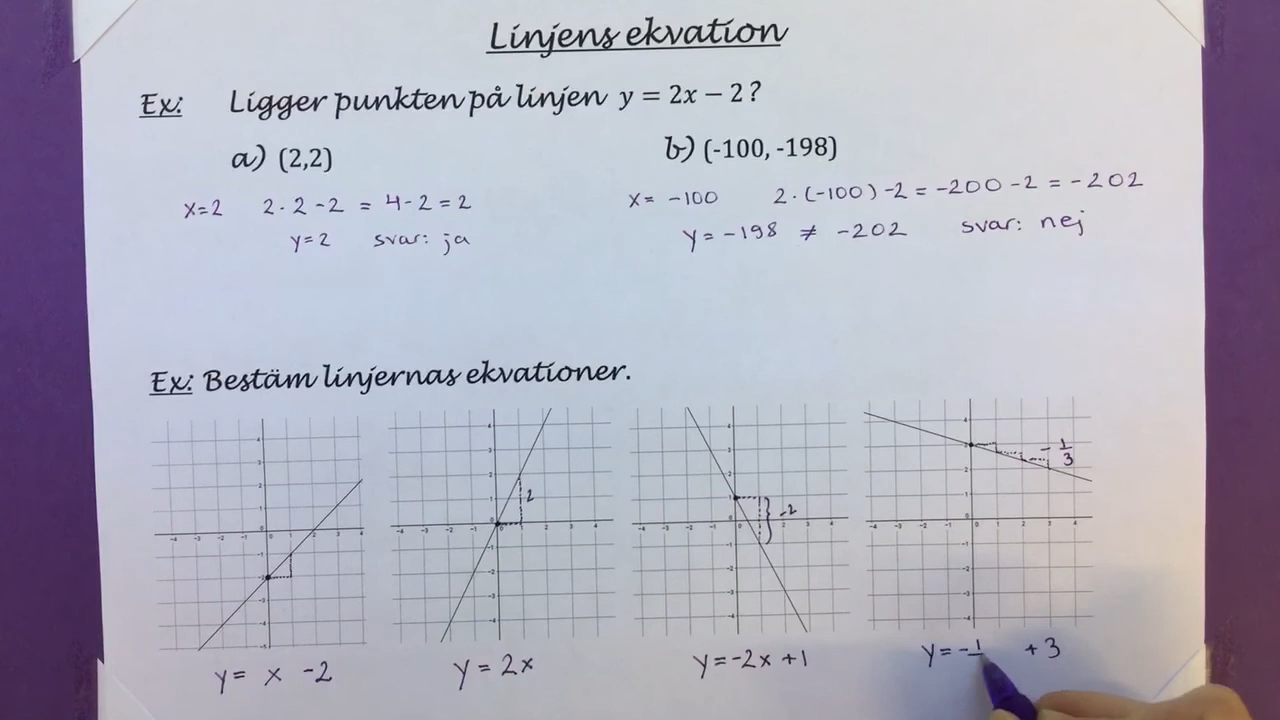 Linjens ekvation
Ex: Ligger punkten på linjen y = 2x − 2?
a) (2,2)
b) (-100, -198)
x=2 2·2-2 = 4-2=2
y=2 svar: ja
x= -100 2·(-100)-2 = -200-2 = -202
y= -198 ≠ -202 svar: nej
Ex: Bestäm linjernas ekvationer.
2
-2
-1/3
y= x -2
y= 2x
y=-2x+1
y=-1 +3